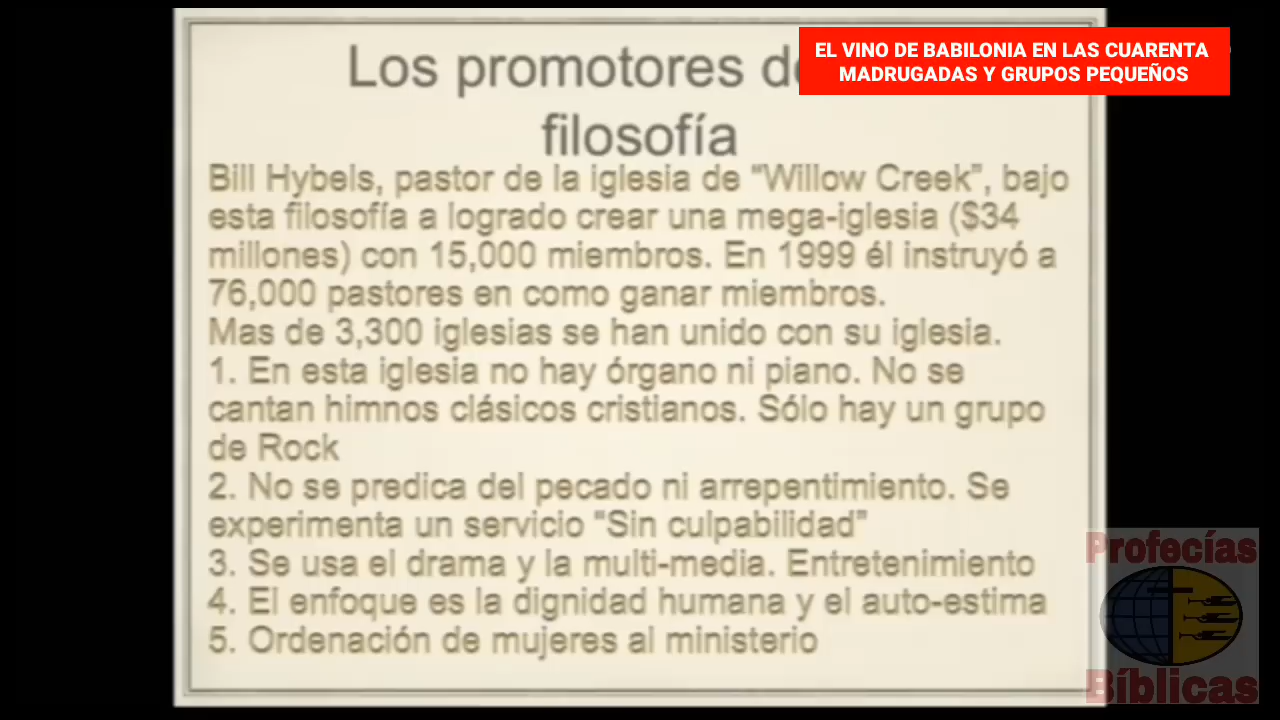 Los promotores de
EL VINO DE BABILONIA EN LAS CUARENTA
MADRUGADAS Y GRUPOS PEQUEÑOS
filosofía
Bill Hybels, pastor de la iglesia de “Willow Creek”, bajo
esta filosofía a logrado crear una mega-iglesia ($34
millones) con 15,000 miembros. En 1999 él instruyó a
76,000 pastores en como ganar miembros.
Mas de 3,300 iglesias se han unido con su iglesia.
1. En esta iglesia no hay órgano ni piano. No se
cantan himnos clásicos cristianos. Sólo hay un grupo
de Rock
2. No se predica del pecado ni arrepentimiento. Se
experimenta un servicio “Sin culpabilidad”
3. Se usa el drama y la multi-media. Entretenimiento
4. El enfoque es la dignidad humana y el auto-estima
5. Ordenación de mujeres al ministerio
Profecías
Bíblicas